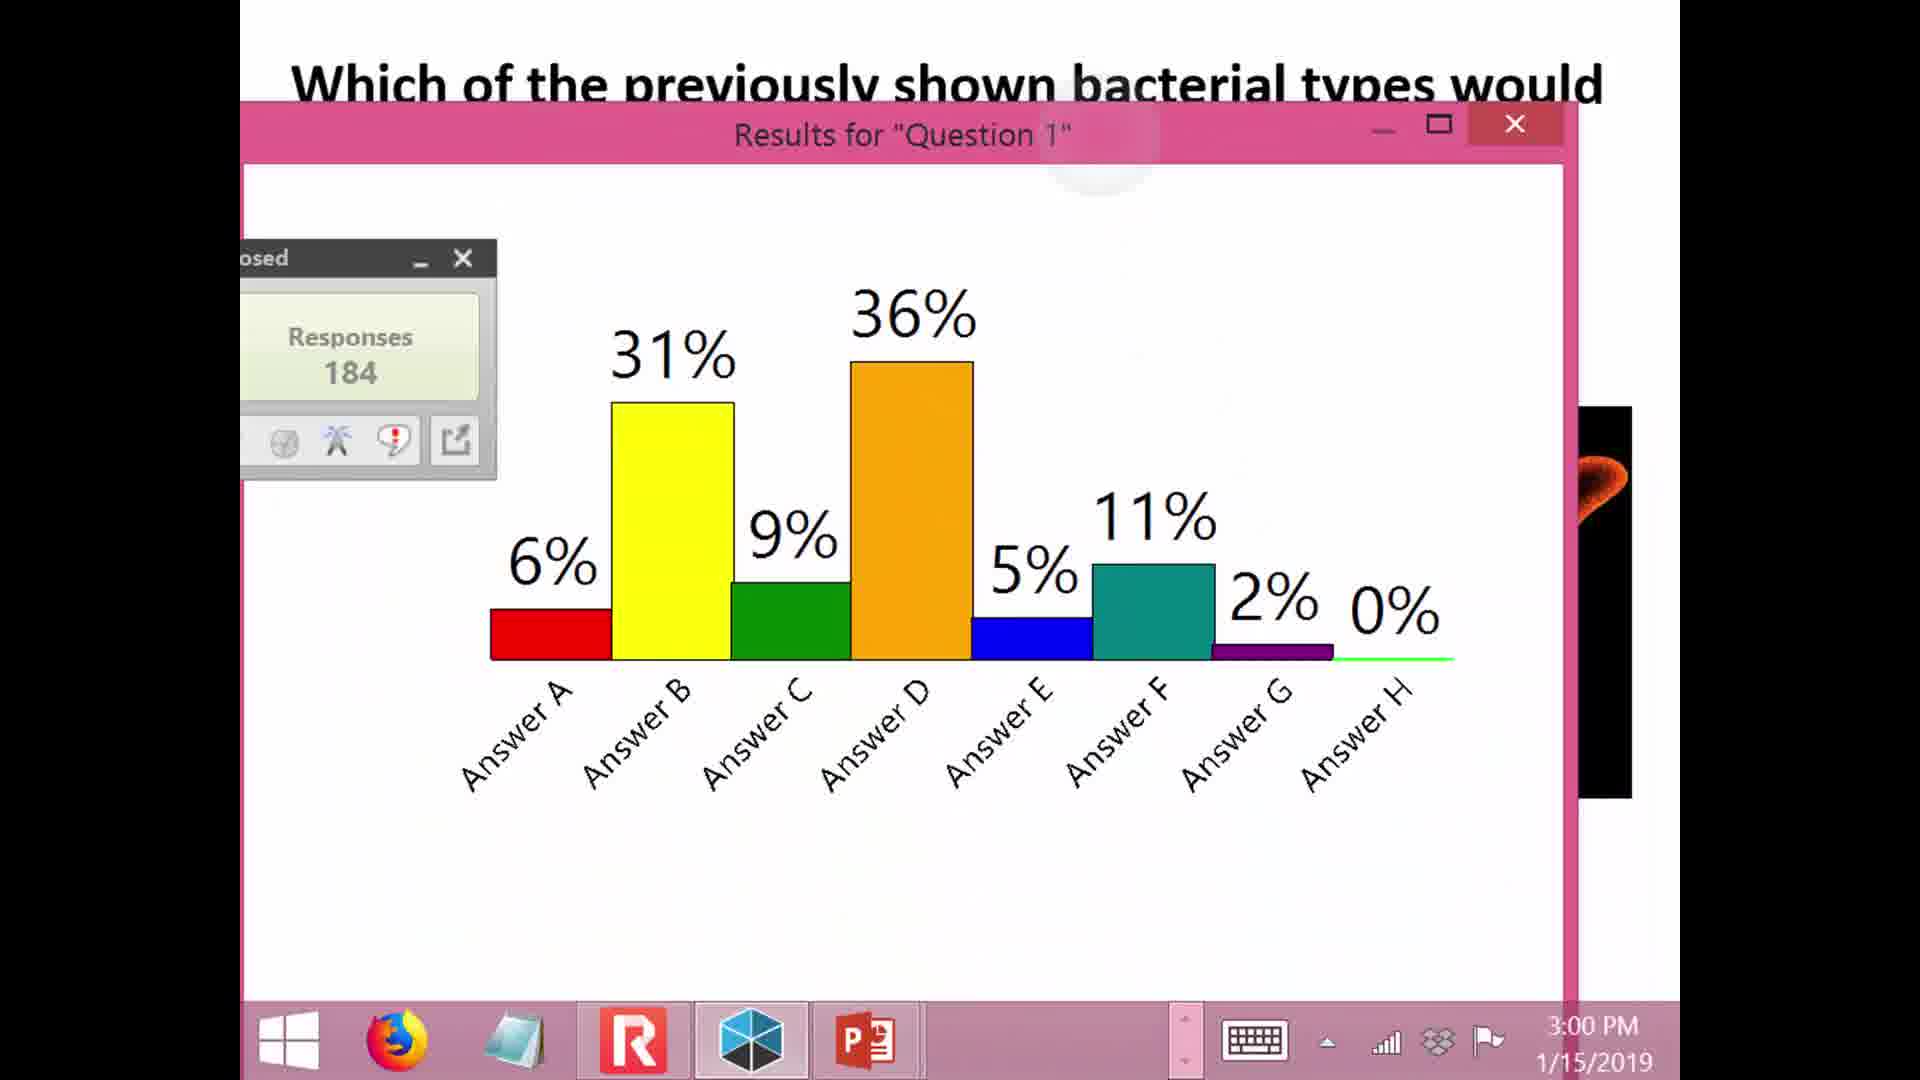 Which of the previously shown bacterial types would
Results for "Question 1"
osed
Responses
184
6%
31%
9%
36%
5%
11%
2%
0%
Answer A
Answer B
Answer C
Answer D
Answer E
Answer F
Answer G
Answer H
R
P
3:00 PM
1/15/2019